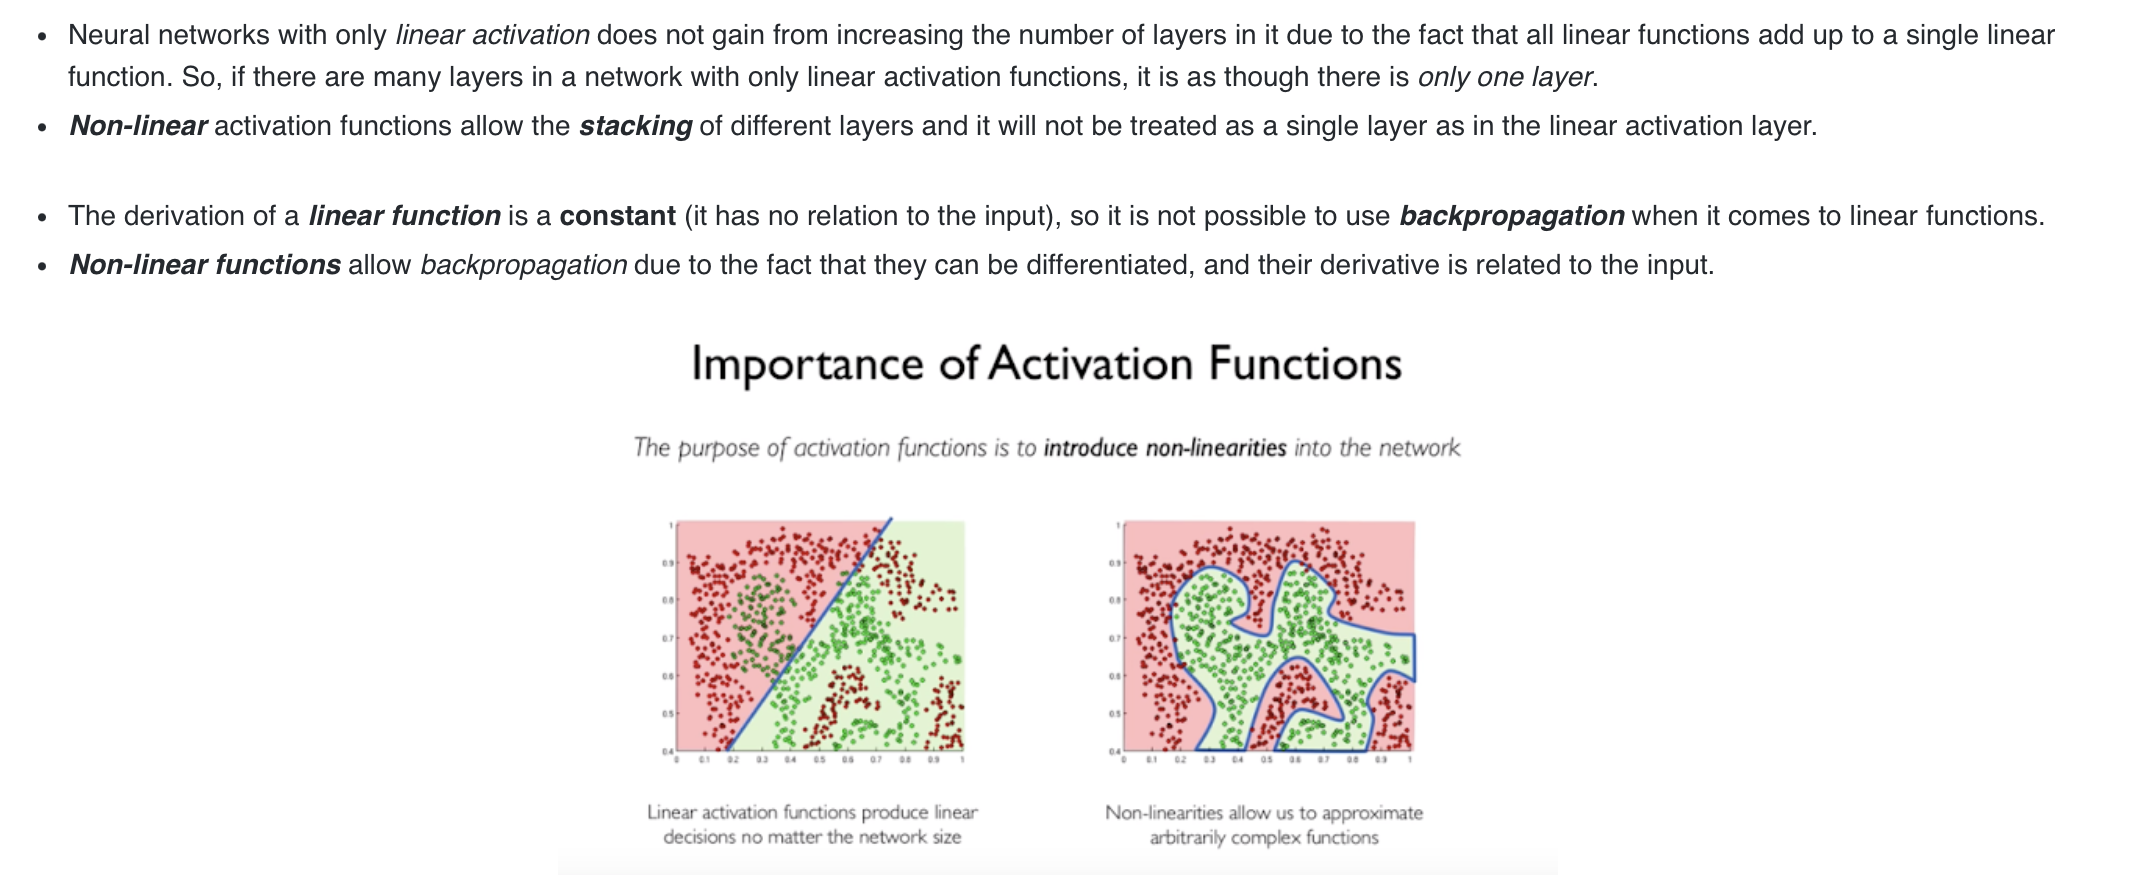 Neural networks with only linear activation does not gain from increasing the number of layers in it due to the fact that all linear functions add up to a single linear
function. So, if there are many layers in a network with only linear activation functions, it is as though there is only one layer.
Non-linear activation functions allow the stacking of different layers and it will not be treated as a single layer as in the linear activation layer.
The derivation of a linear function is a constant (it has no relation to the input), so it is not possible to use backpropagation when it comes to linear functions.
Non-linear functions allow backpropagation due to the fact that they can be differentiated, and their derivative is related to the input.
Importance of Activation Functions
The purpose of activation functions is to introduce non-linearities into the network
1
0.9
0.8
0.7
0.6
0.5
0.4
0 0.1 0.2 0.3 0.4 0.5 0.6 0.7 0.8 0.9 1
1
0.9
0.8
0.7
0.6
0.5
0.4
0 0.1 0.2 0.3 0.4 0.5 0.6 0.7 0.8 0.9 1
Linear activation functions produce linear
decisions no matter the network size
Non-linearities allow us to approximate
arbitrarily complex functions